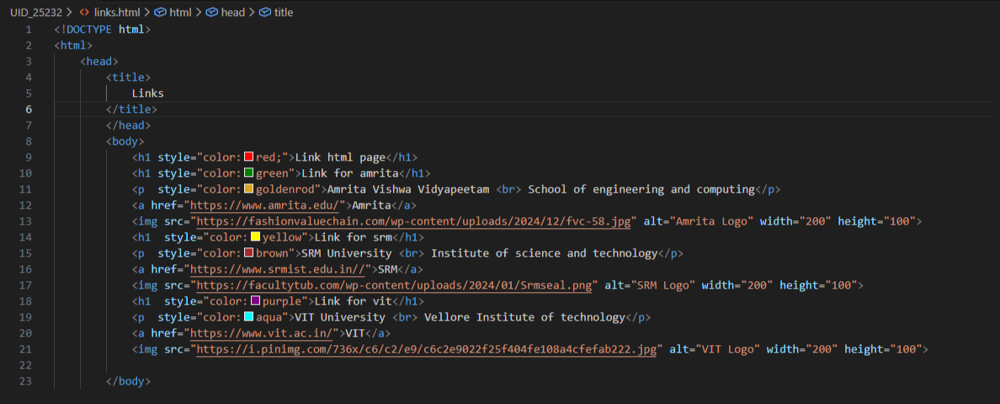 UID_25232 > <> links.html > html > head > title
1 <!DOCTYPE html>
2 <html>
3 <head>
4 <title>
5 Links
6 </title>
7 </head>
8 <body>
9 <h1 style="color:red;">Link html page</h1>
10 <h1 style="color:green">Link for amrita</h1>
11 <p  style="color:goldenrod">Amrita Vishwa Vidyapeetam <br> School of engineering and computing</p>
12 <a href="https://www.amrita.edu/">Amrita</a>
13 <img src="https://fashionvaluechain.com/wp-content/uploads/2024/12/fvc-58.jpg" alt="Amrita Logo" width="200" height="100">
14 <h1  style="color:yellow">Link for srm</h1>
15 <p  style="color:brown">SRM University <br> Institute of science and technology</p>
16 <a href="https://www.srmist.edu.in//">SRM</a>
17 <img src="https://facultytub.com/wp-content/uploads/2024/01/Srmseal.png" alt="SRM Logo" width="200" height="100">
18 <h1  style="color:purple">Link for vit</h1>
19 <p  style="color:aqua">VIT University <br> Vellore Institute of technology</p>
20 <a href="https://www.vit.ac.in/">VIT</a>
21 <img src="https://i.pinimg.com/736x/c6/c2/e9/c6c2e9022f25f404fe108a4cfefab222.jpg" alt="VIT Logo" width="200" height="100">
22
23 </body>